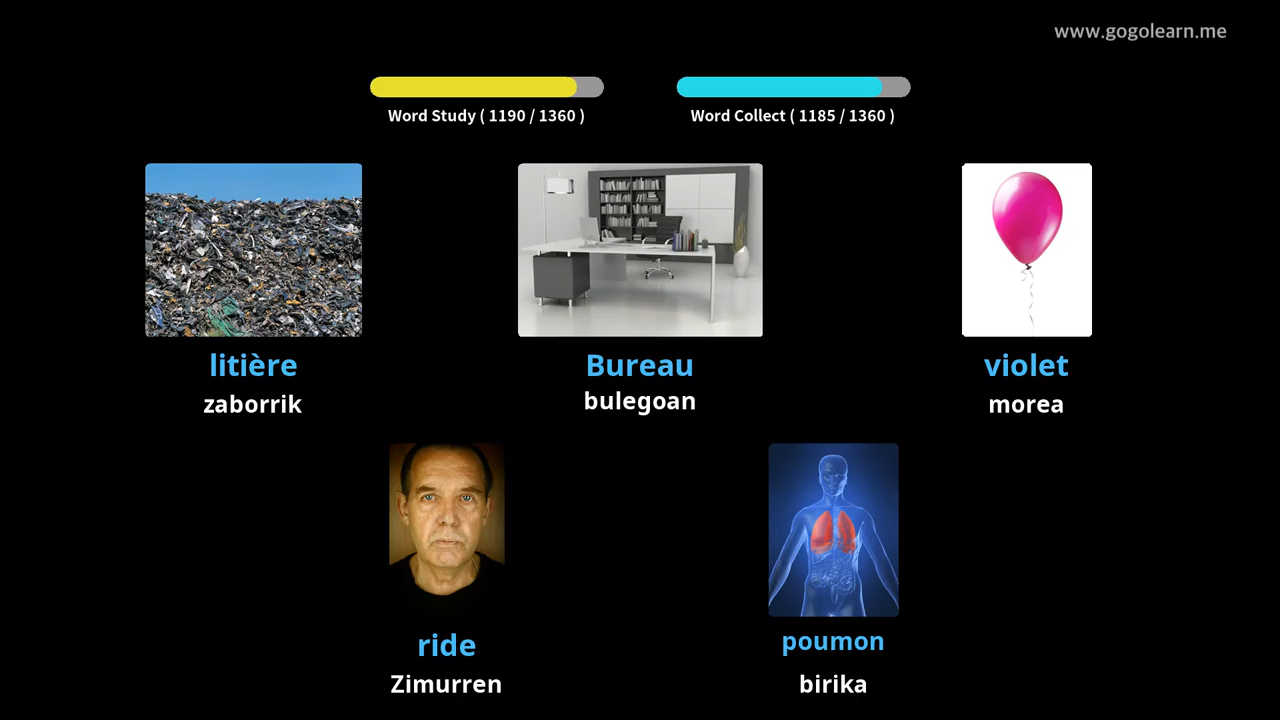 www.gogolearn.me
Word Study ( 1190 / 1360 )
Word Collect ( 1185 / 1360 )
litière
zaborrik
Bureau
bulegoan
violet
morea
ride
Zimurren
poumon
birika